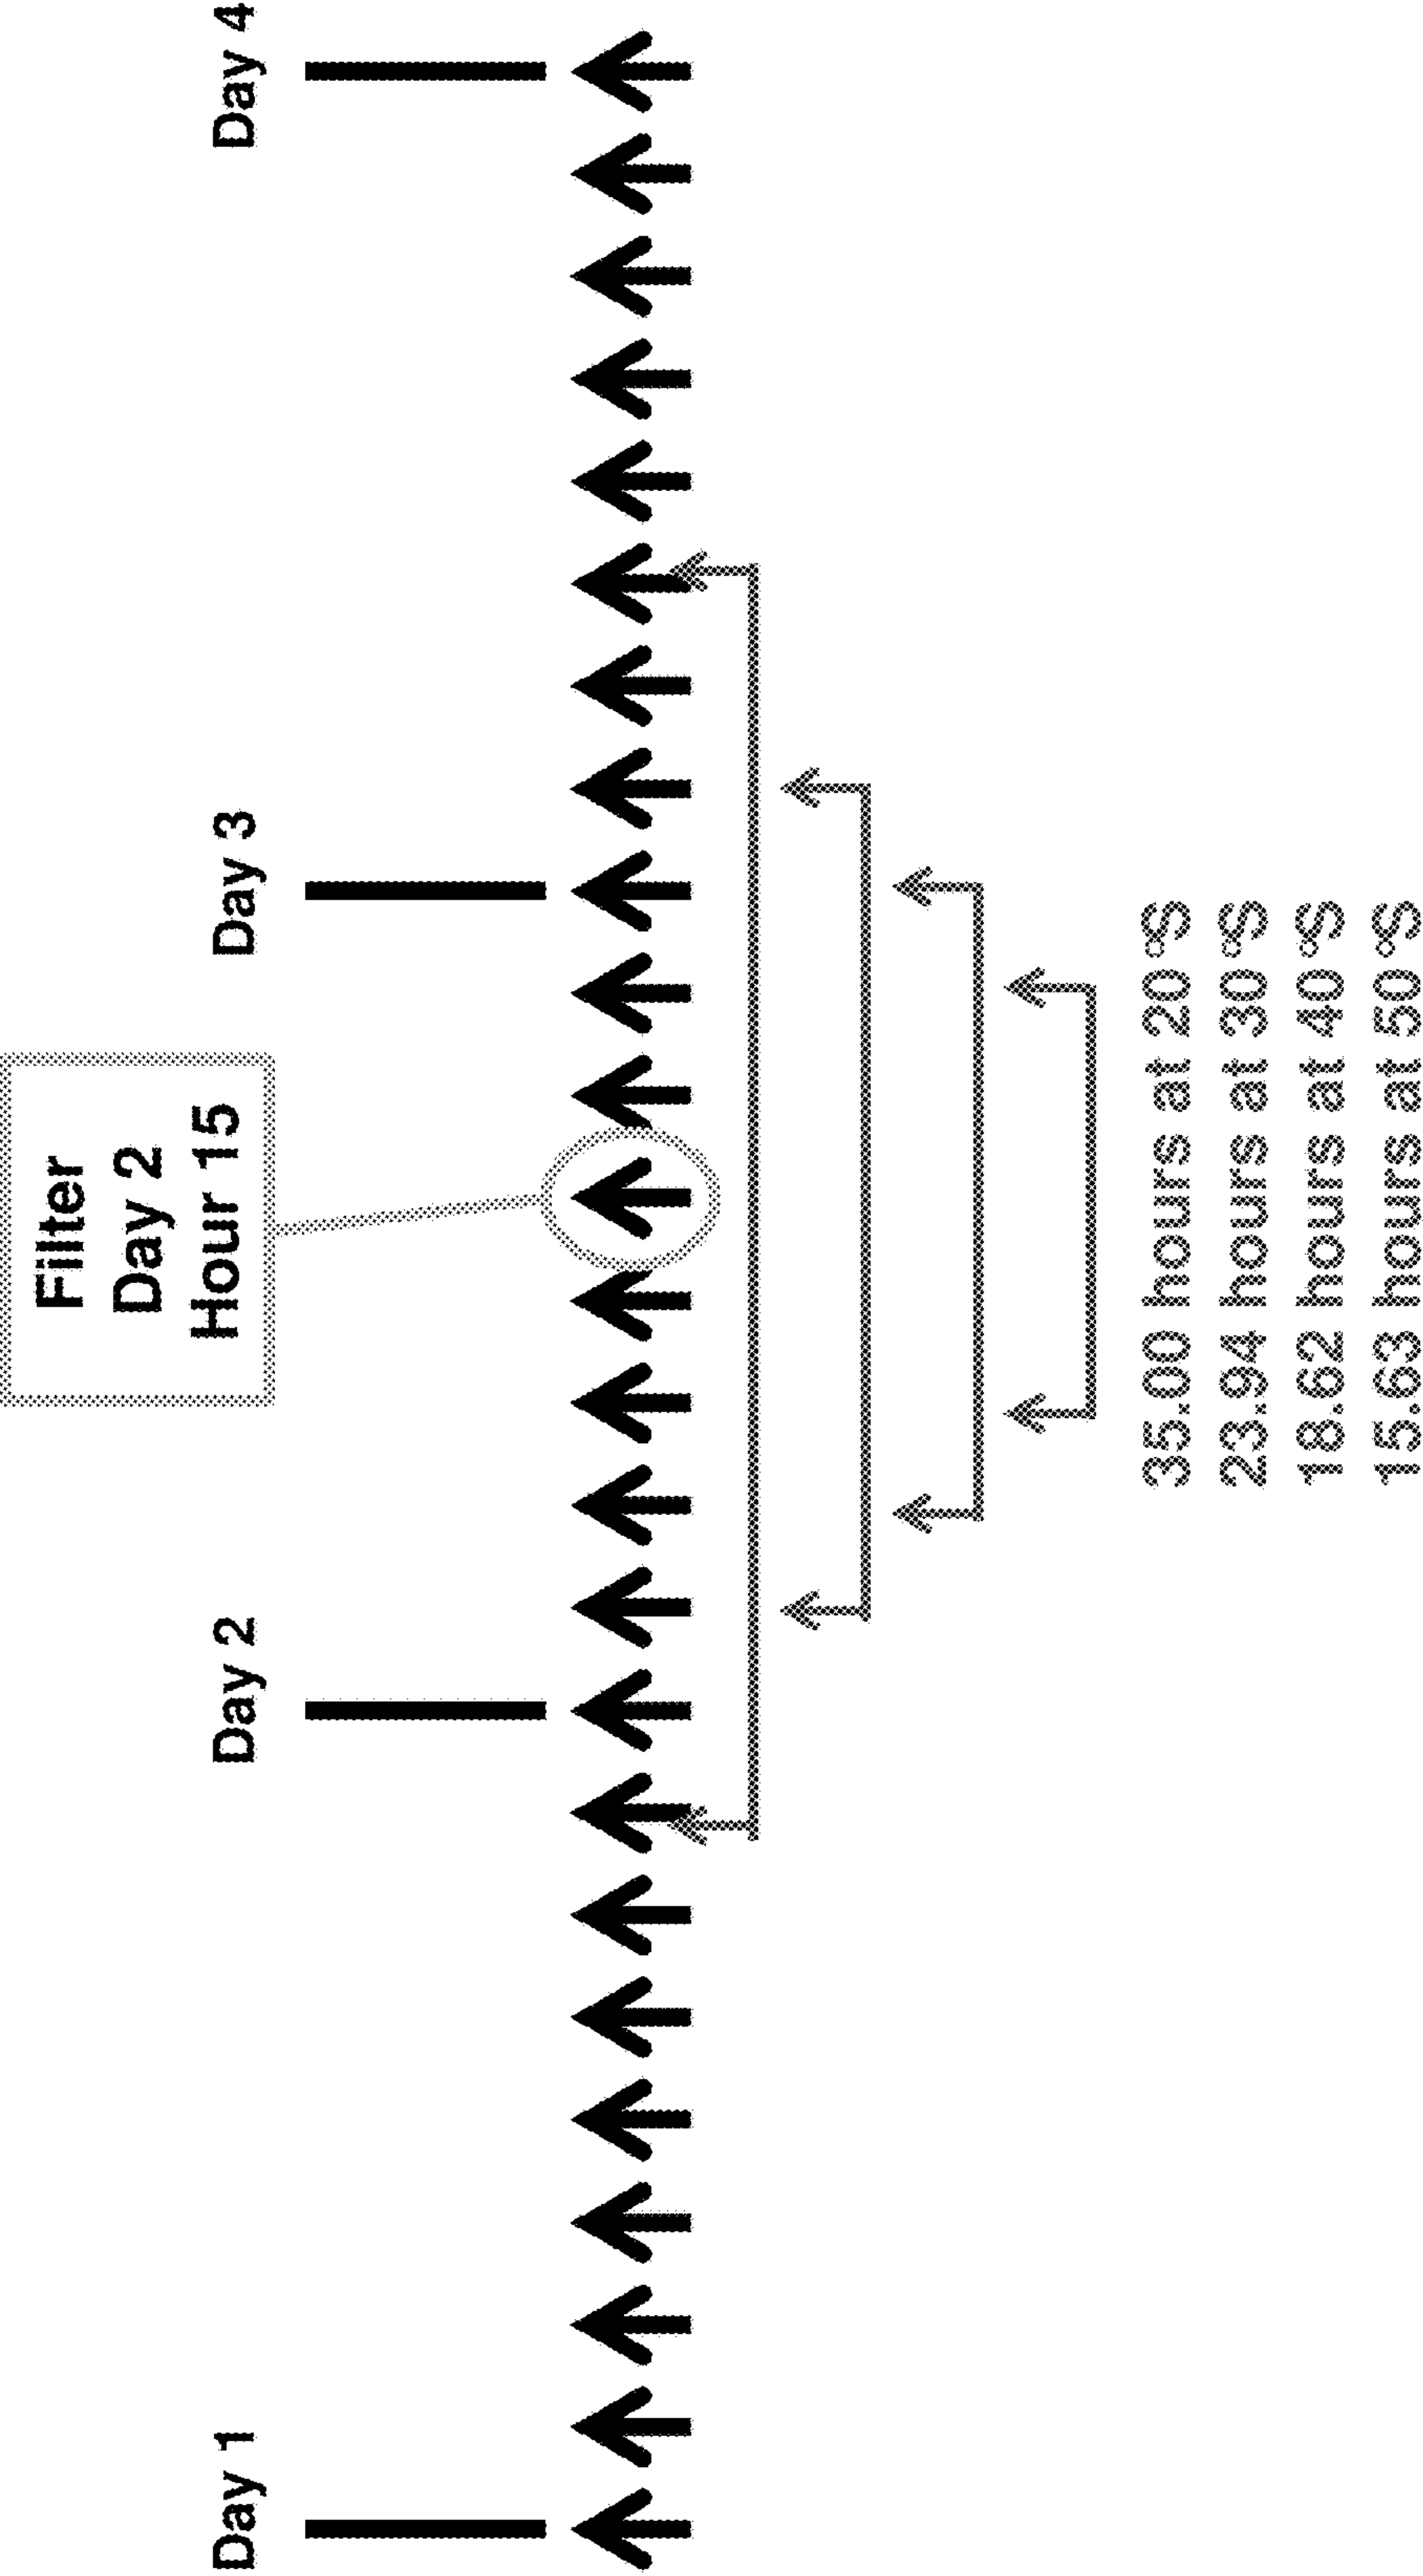 Filter
Day 2
Hour 15
Day 1
Day 2
Day 3
Day 4
35.00 hours at 20°S
23.94 hours at 30°S
18.62 hours at 40°S
15.63 hours at 50°S